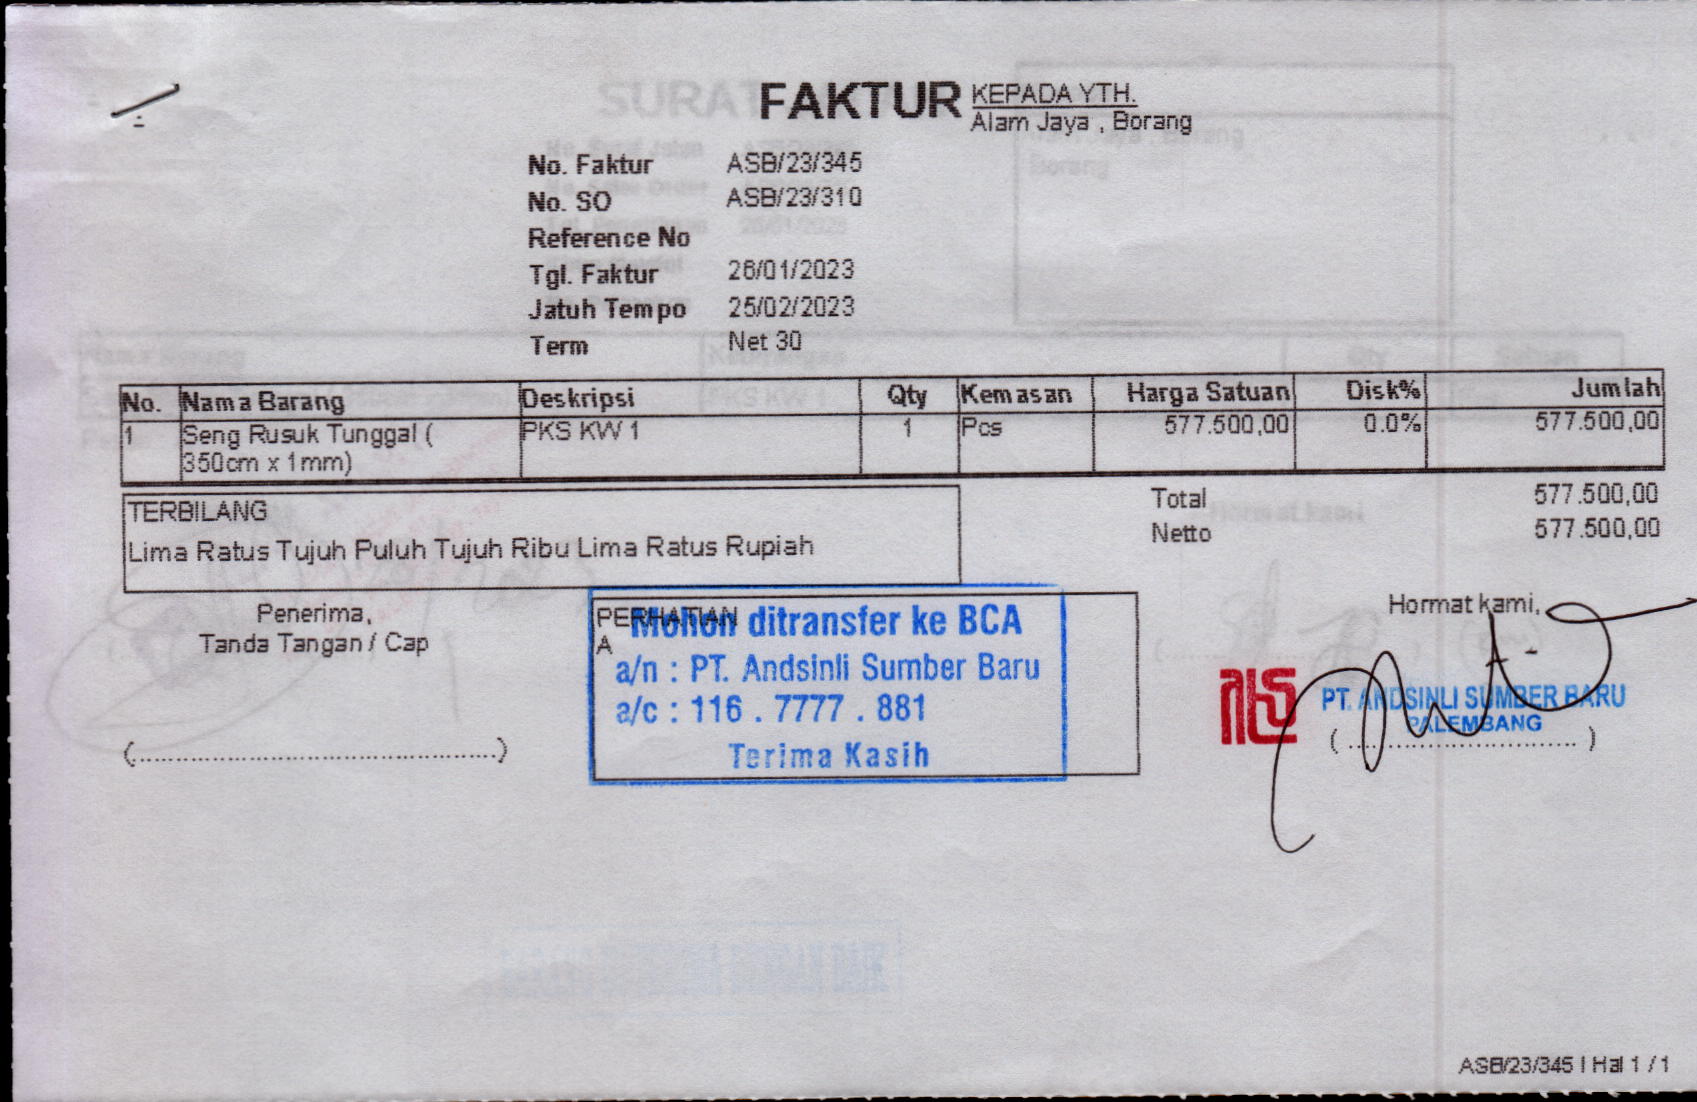 FAKTUR
KEPADA YTH.
Alam Jaya , Borang
No. Faktur ASB/23/345
No. SO ASB/23/310
Reference No
Tgl. Faktur 26/01/2023
Jatuh Tempo 25/02/2023
Term Net 30
No. Nama Barang Deskripsi Qty Kemasan Harga Satuan Disk% Jumlah
1 Seng Rusuk Tunggal ( PKS KW 1 1 Pcs 577.500,00 0.0% 577.500,00
350cm x 1mm)
TERBILANG
Lima Ratus Tujuh Puluh Tujuh Ribu Lima Ratus Rupiah
Total 577.500,00
Netto 577.500,00
Penerima,
Tanda Tangan / Cap
(............................................)
PERHATIAN
A
Mohon ditransfer ke BCA
a/n : PT. Andsinli Sumber Baru
a/c : 116 . 7777 . 881
Terima Kasih
Hormat kami,
PT. ANDSINLI SUMBER BARU
PALEMBANG
( ............................ )
ASB/23/345 | Hal 1 / 1